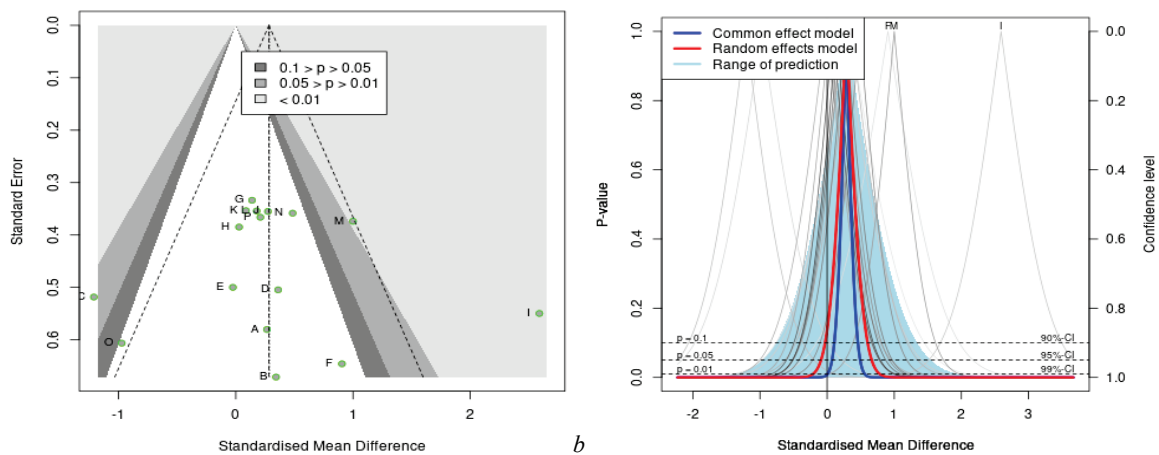 0.1 > p > 0.05
0.05 > p > 0.01
< 0.01
0.0
0.1
0.2
0.3
0.4
0.5
0.6
Standard Error
G
K
L
J
P
N
M
H
E
D
C
I
O
A
F
B
-1
0
1
2
Standardised Mean Difference
b
Common effect model
Random effects model
Range of prediction
M
I
1.0
0.8
0.6
0.4
0.2
0.0
P-value
0.0
0.2
0.4
0.6
0.8
1.0
Confidence level
p = 0.1
90%-CI
p = 0.05
95%-CI
p = 0.01
99%-CI
-2
-1
0
1
2
3
Standardised Mean Difference